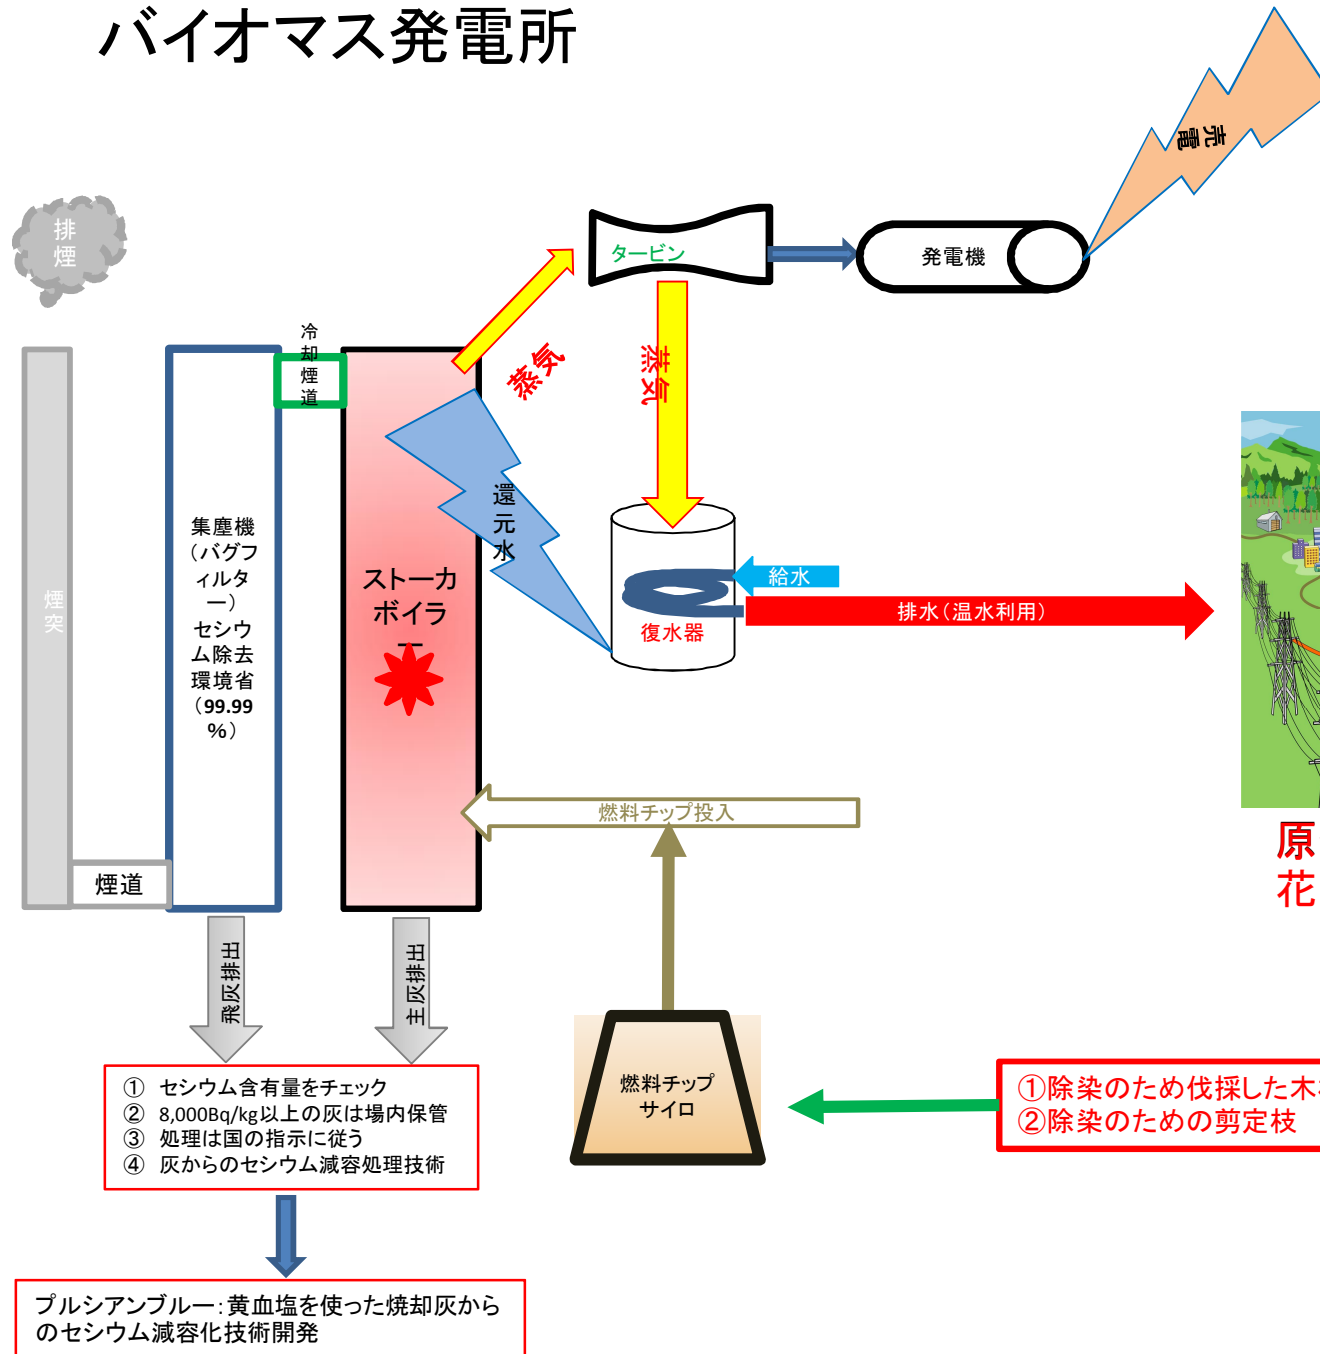 バイオマス発電所
売電
排煙
タービン
発電機
冷却煙道
蒸気
蒸気
還元水
集塵機
（バグフ
ィルタ
ー）
セシウ
ム除去
環境省
（99.99
％）
ストーカ
ボイラ
ー
煙突
給水
排水（温水利用）
復水器
燃料チップ投入
煙道
原
花
飛灰排出
主灰排出
① セシウム含有量をチェック
② 8,000Bq/kg以上の灰は場内保管
③ 処理は国の指示に従う
④ 灰からのセシウム減容処理技術
燃料チップ
サイロ
①除染のため伐採した木
②除染のための剪定枝
プルシアンブルー：黄血塩を使った焼却灰から
のセシウム減容化技術開発